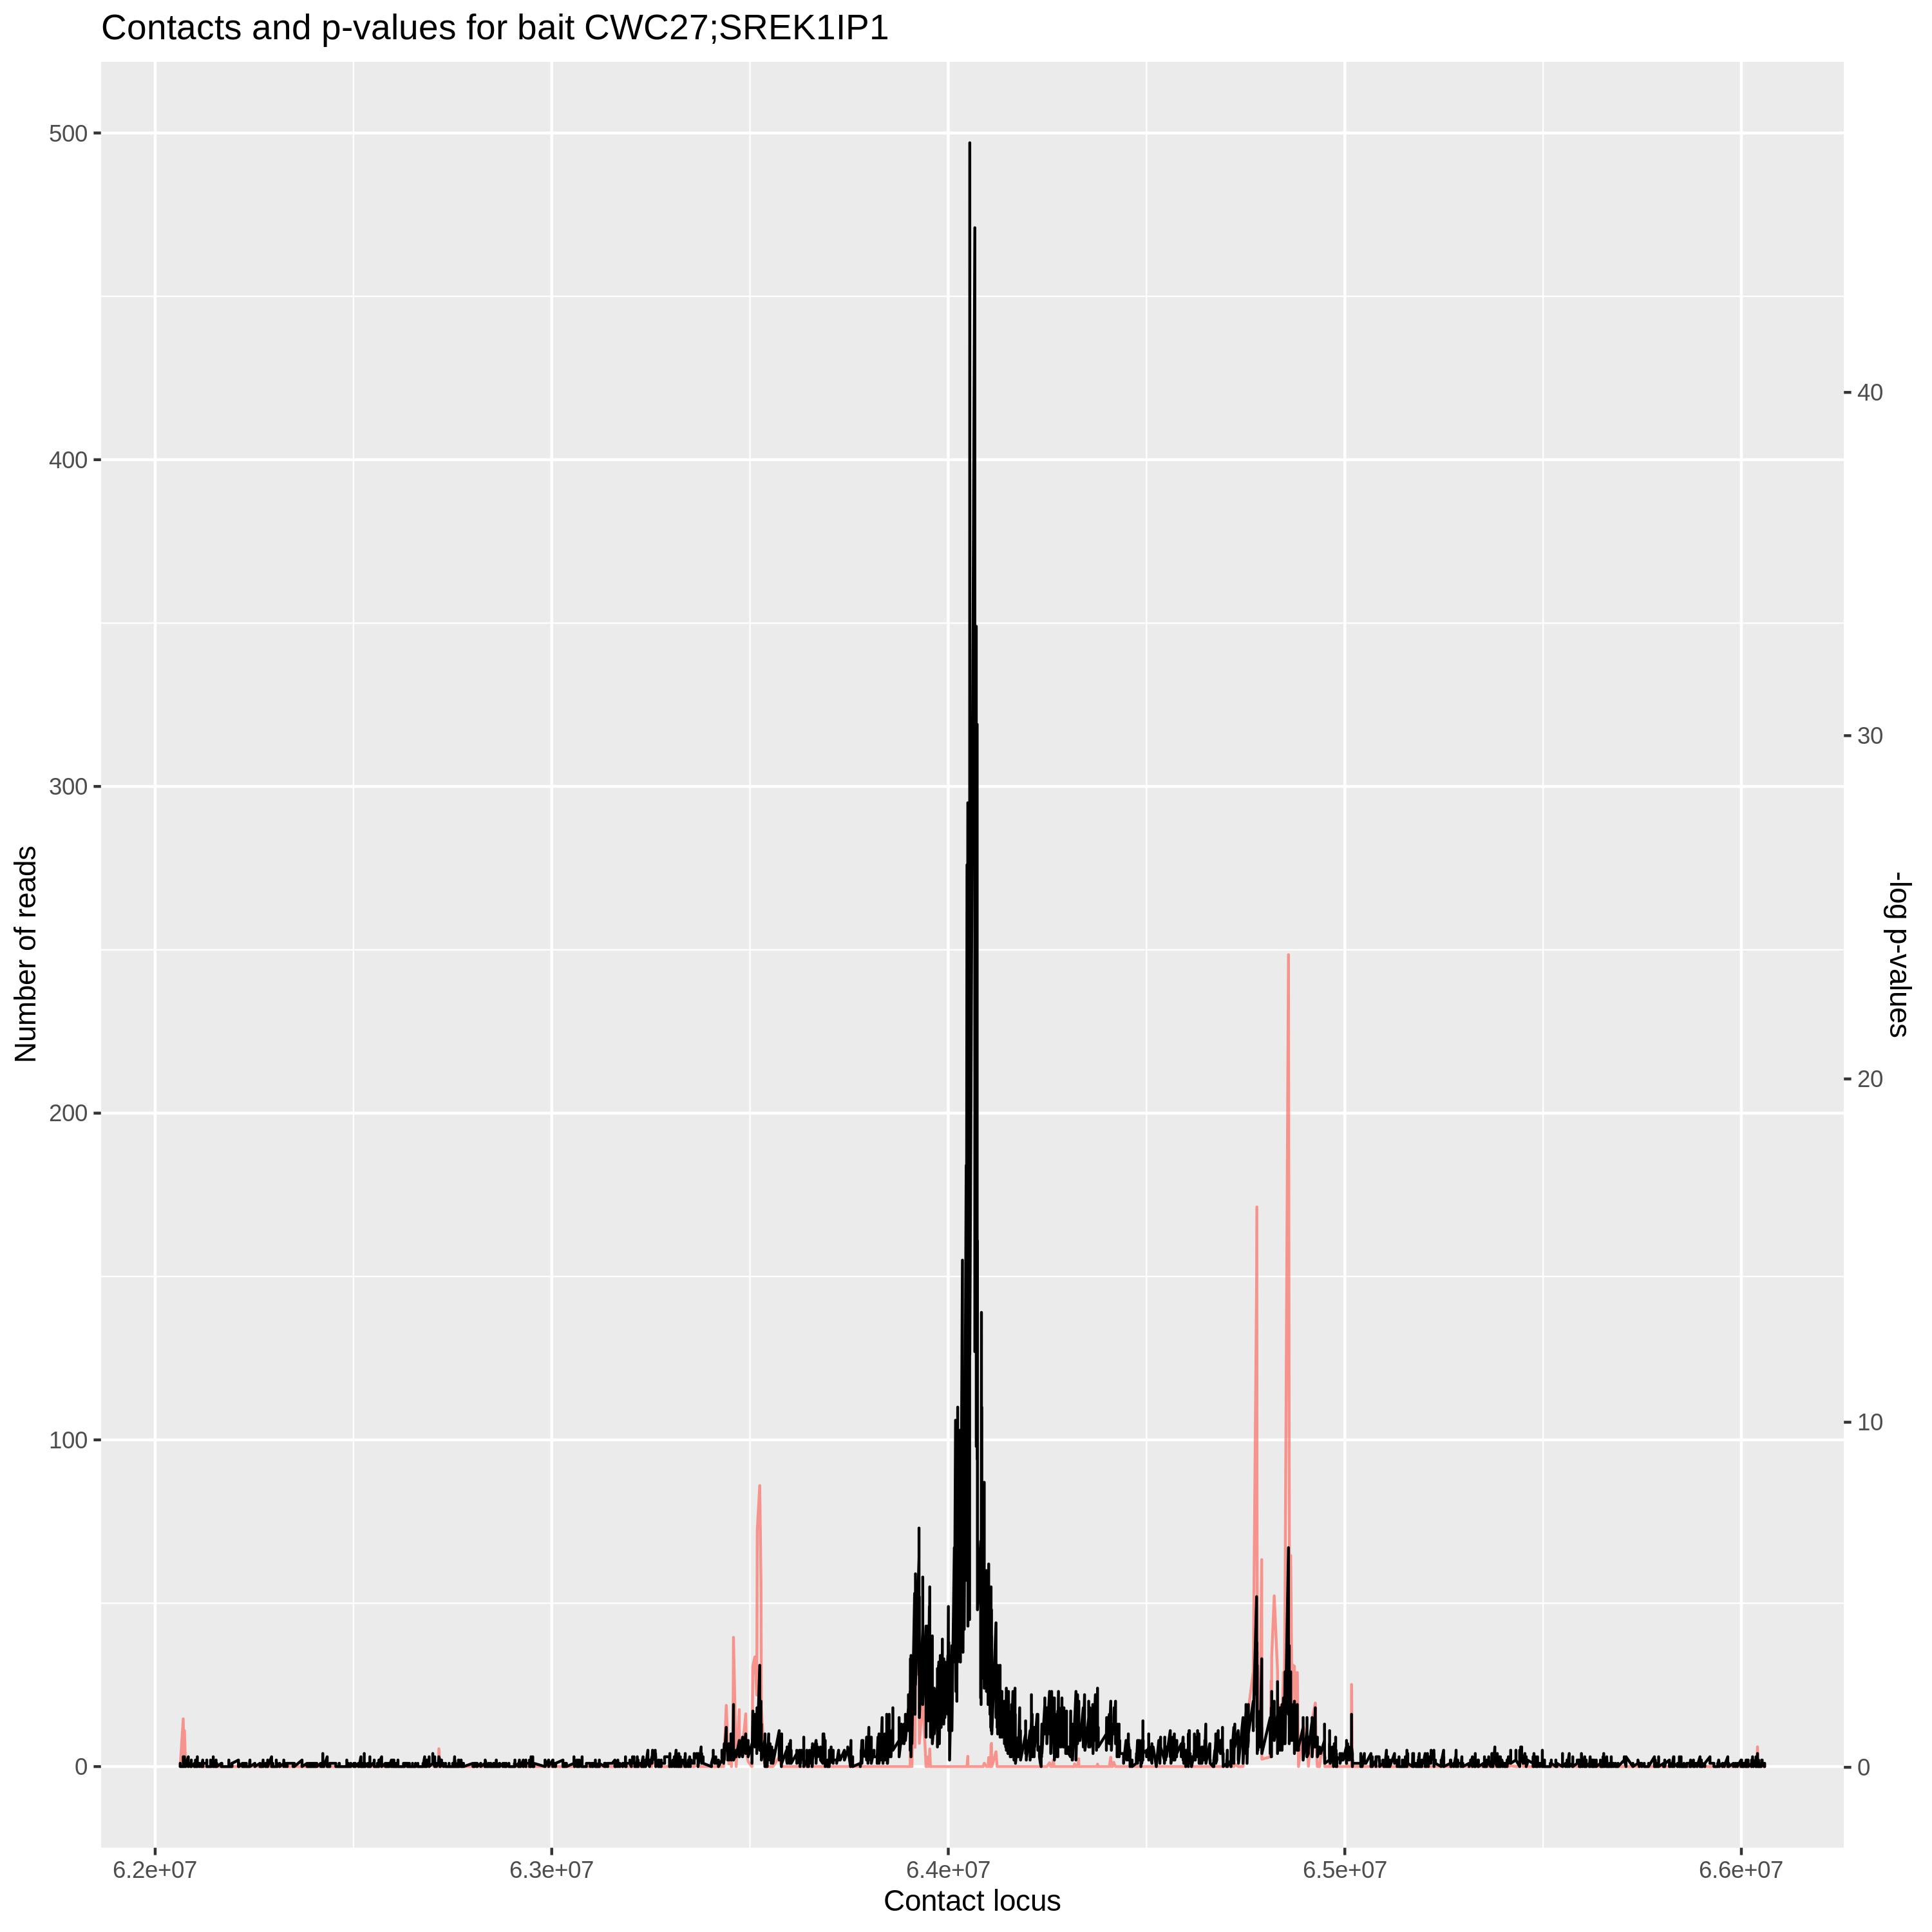 Contacts and p-values for bait CWC27;SREK1IP1
500
400
300
200
100
0
Number of reads
40
30
20
10
0
-log p-values
6.2e+07
6.3e+07
6.4e+07
6.5e+07
6.6e+07
Contact locus